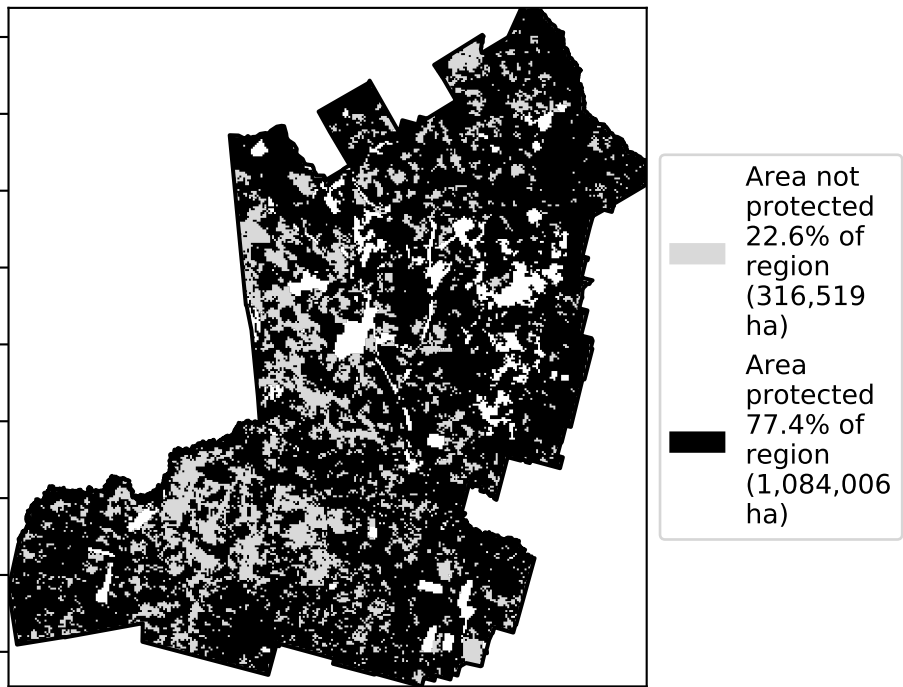 Area not
protected
22.6% of
region
(316,519
ha)
Area
protected
77.4% of
region
(1,084,006
ha)